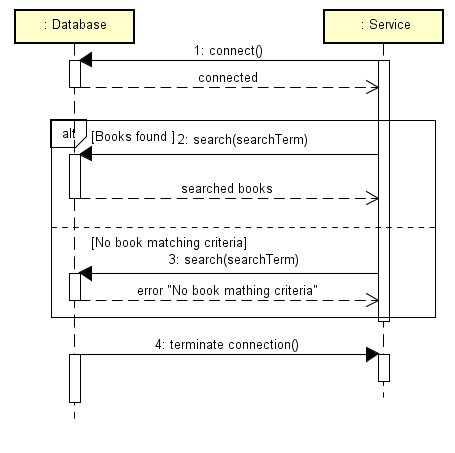 : Database
: Service
1: connect()
connected
alt
[Books found ]
2: search(searchTerm)
searched books
[No book matching criteria]
3: search(searchTerm)
error "No book mathing criteria"
4: terminate connection()